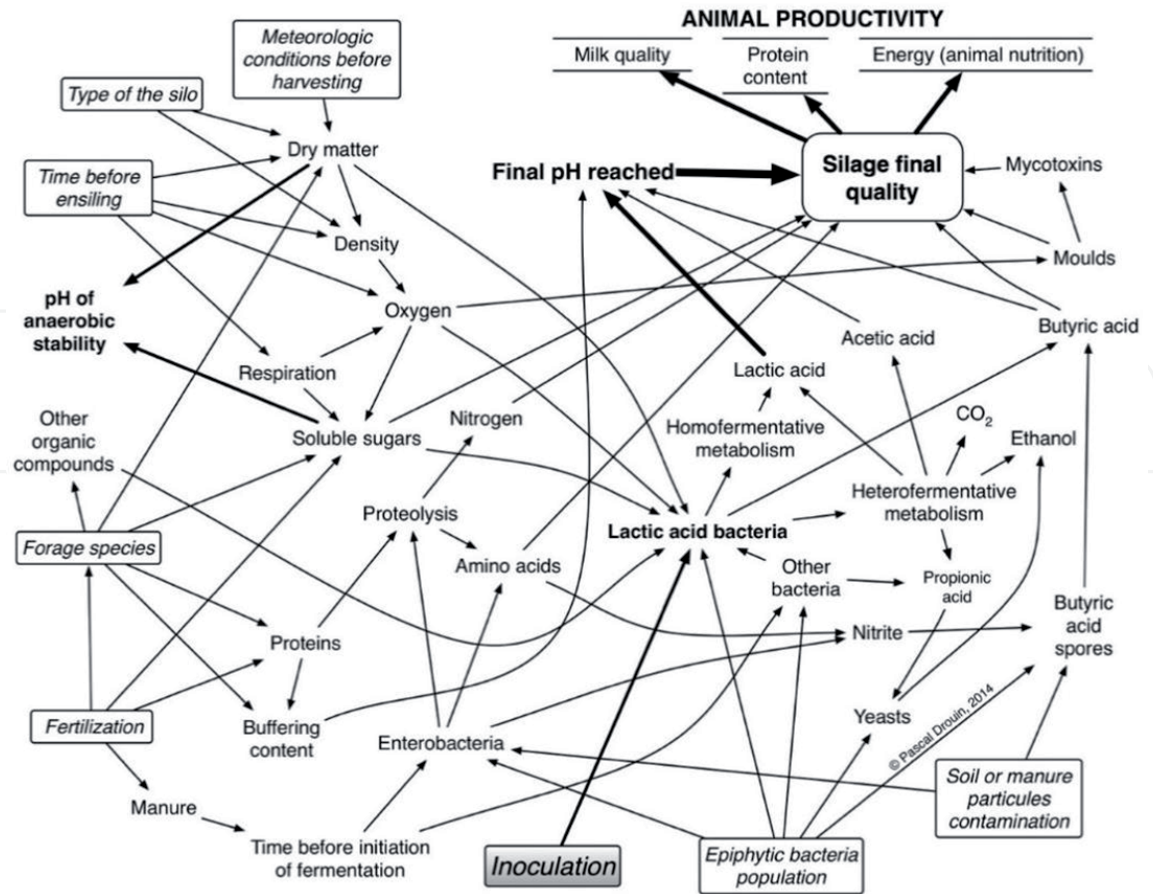 ANIMAL PRODUCTIVITY
Milk quality
Protein
content
Energy (animal nutrition)
Meteorologic
conditions before
harvesting
Type of the silo
Dry matter
Time before
ensiling
Final pH reached
Silage final
quality
Mycotoxins
Density
Moulds
pH of
anaerobic
stability
Oxygen
Butyric acid
Acetic acid
Respiration
Lactic acid
Other
organic
compounds
Soluble sugars
Nitrogen
Homofermentative
metabolism
CO2
Ethanol
Heterofermentative
metabolism
Proteolysis
Lactic acid bacteria
Forage species
Amino acids
Other
bacteria
Propionic
acid
Butyric
acid
spores
Proteins
Nitrite
Fertilization
Buffering
content
Enterobacteria
Yeasts
© Pascal Drouin, 2014
Soil or manure
particules
contamination
Manure
Time before initiation
of fermentation
Inoculation
Epiphytic bacteria
population